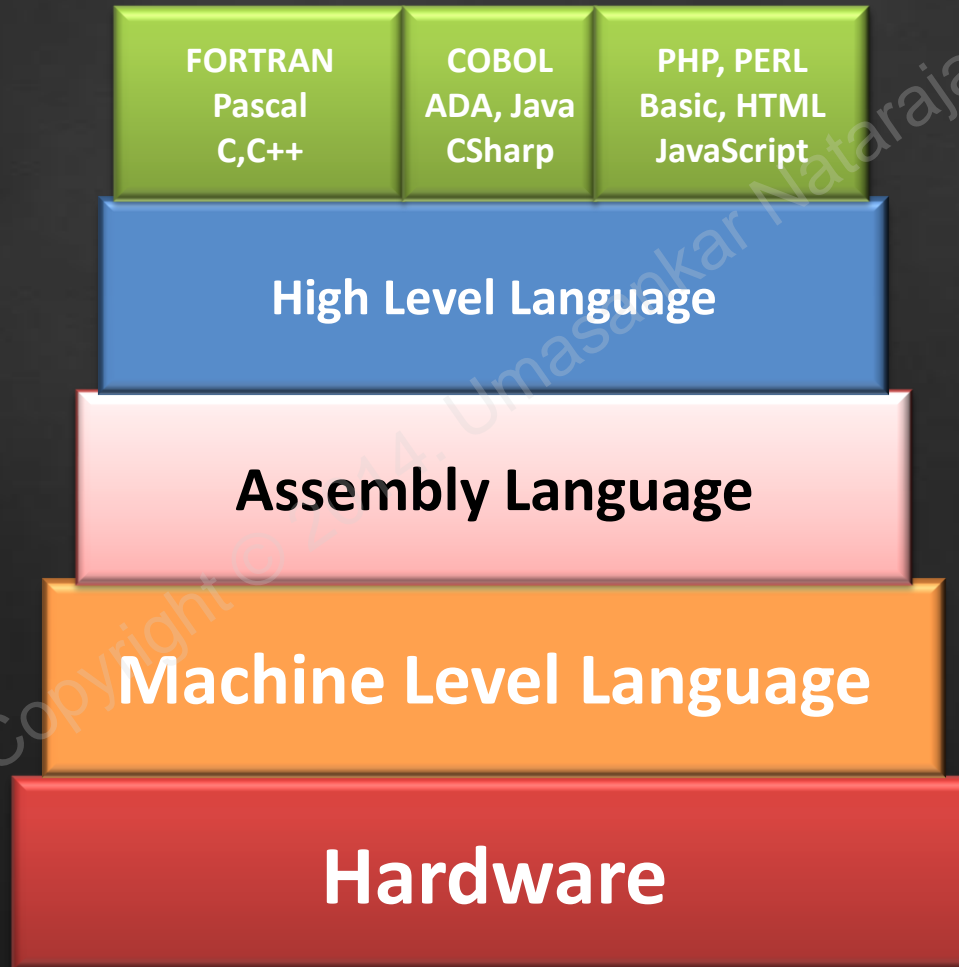 FORTRAN
Pascal
C,C++
COBOL
ADA, Java
CSharp
PHP, PERL
Basic, HTML
JavaScript
High Level Language
Assembly Language
Machine Level Language
Hardware
Copyright © 2014. Umasankar Nataraja